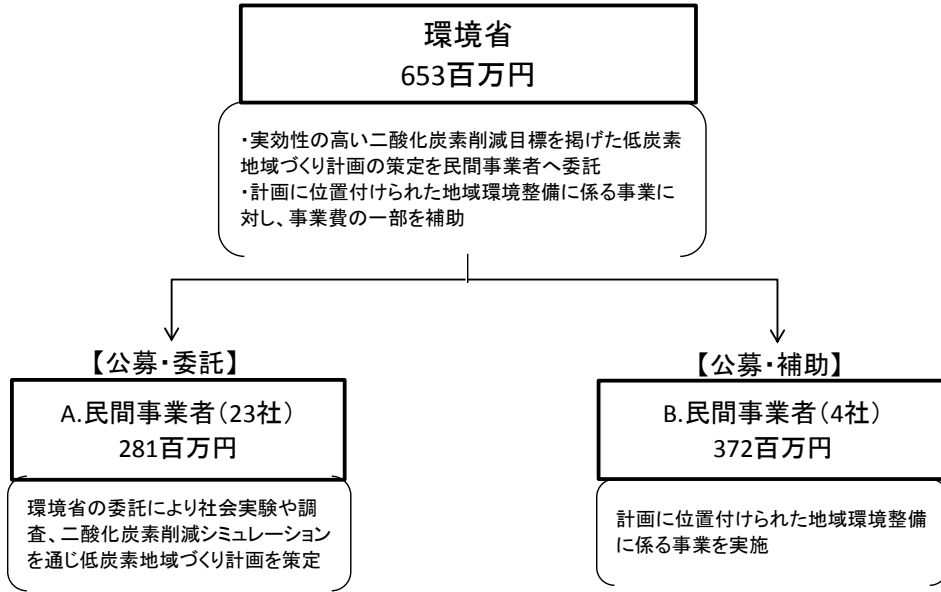 環境省
653百万円
・実効性の高い二酸化炭素削減目標を掲げた低炭素
地域づくり計画の策定を民間事業者へ委託
・計画に位置付けられた地域環境整備に係る事業に
対し、事業費の一部を補助
【公募・委託】
A.民間事業者(23社)
281百万円
環境省の委託により社会実験や調
査、二酸化炭素削減シミュレーション
を通じ低炭素地域づくり計画を策定
【公募・補助】
B.民間事業者(4社)
372百万円
計画に位置付けられた地域環境整備
に係る事業を実施